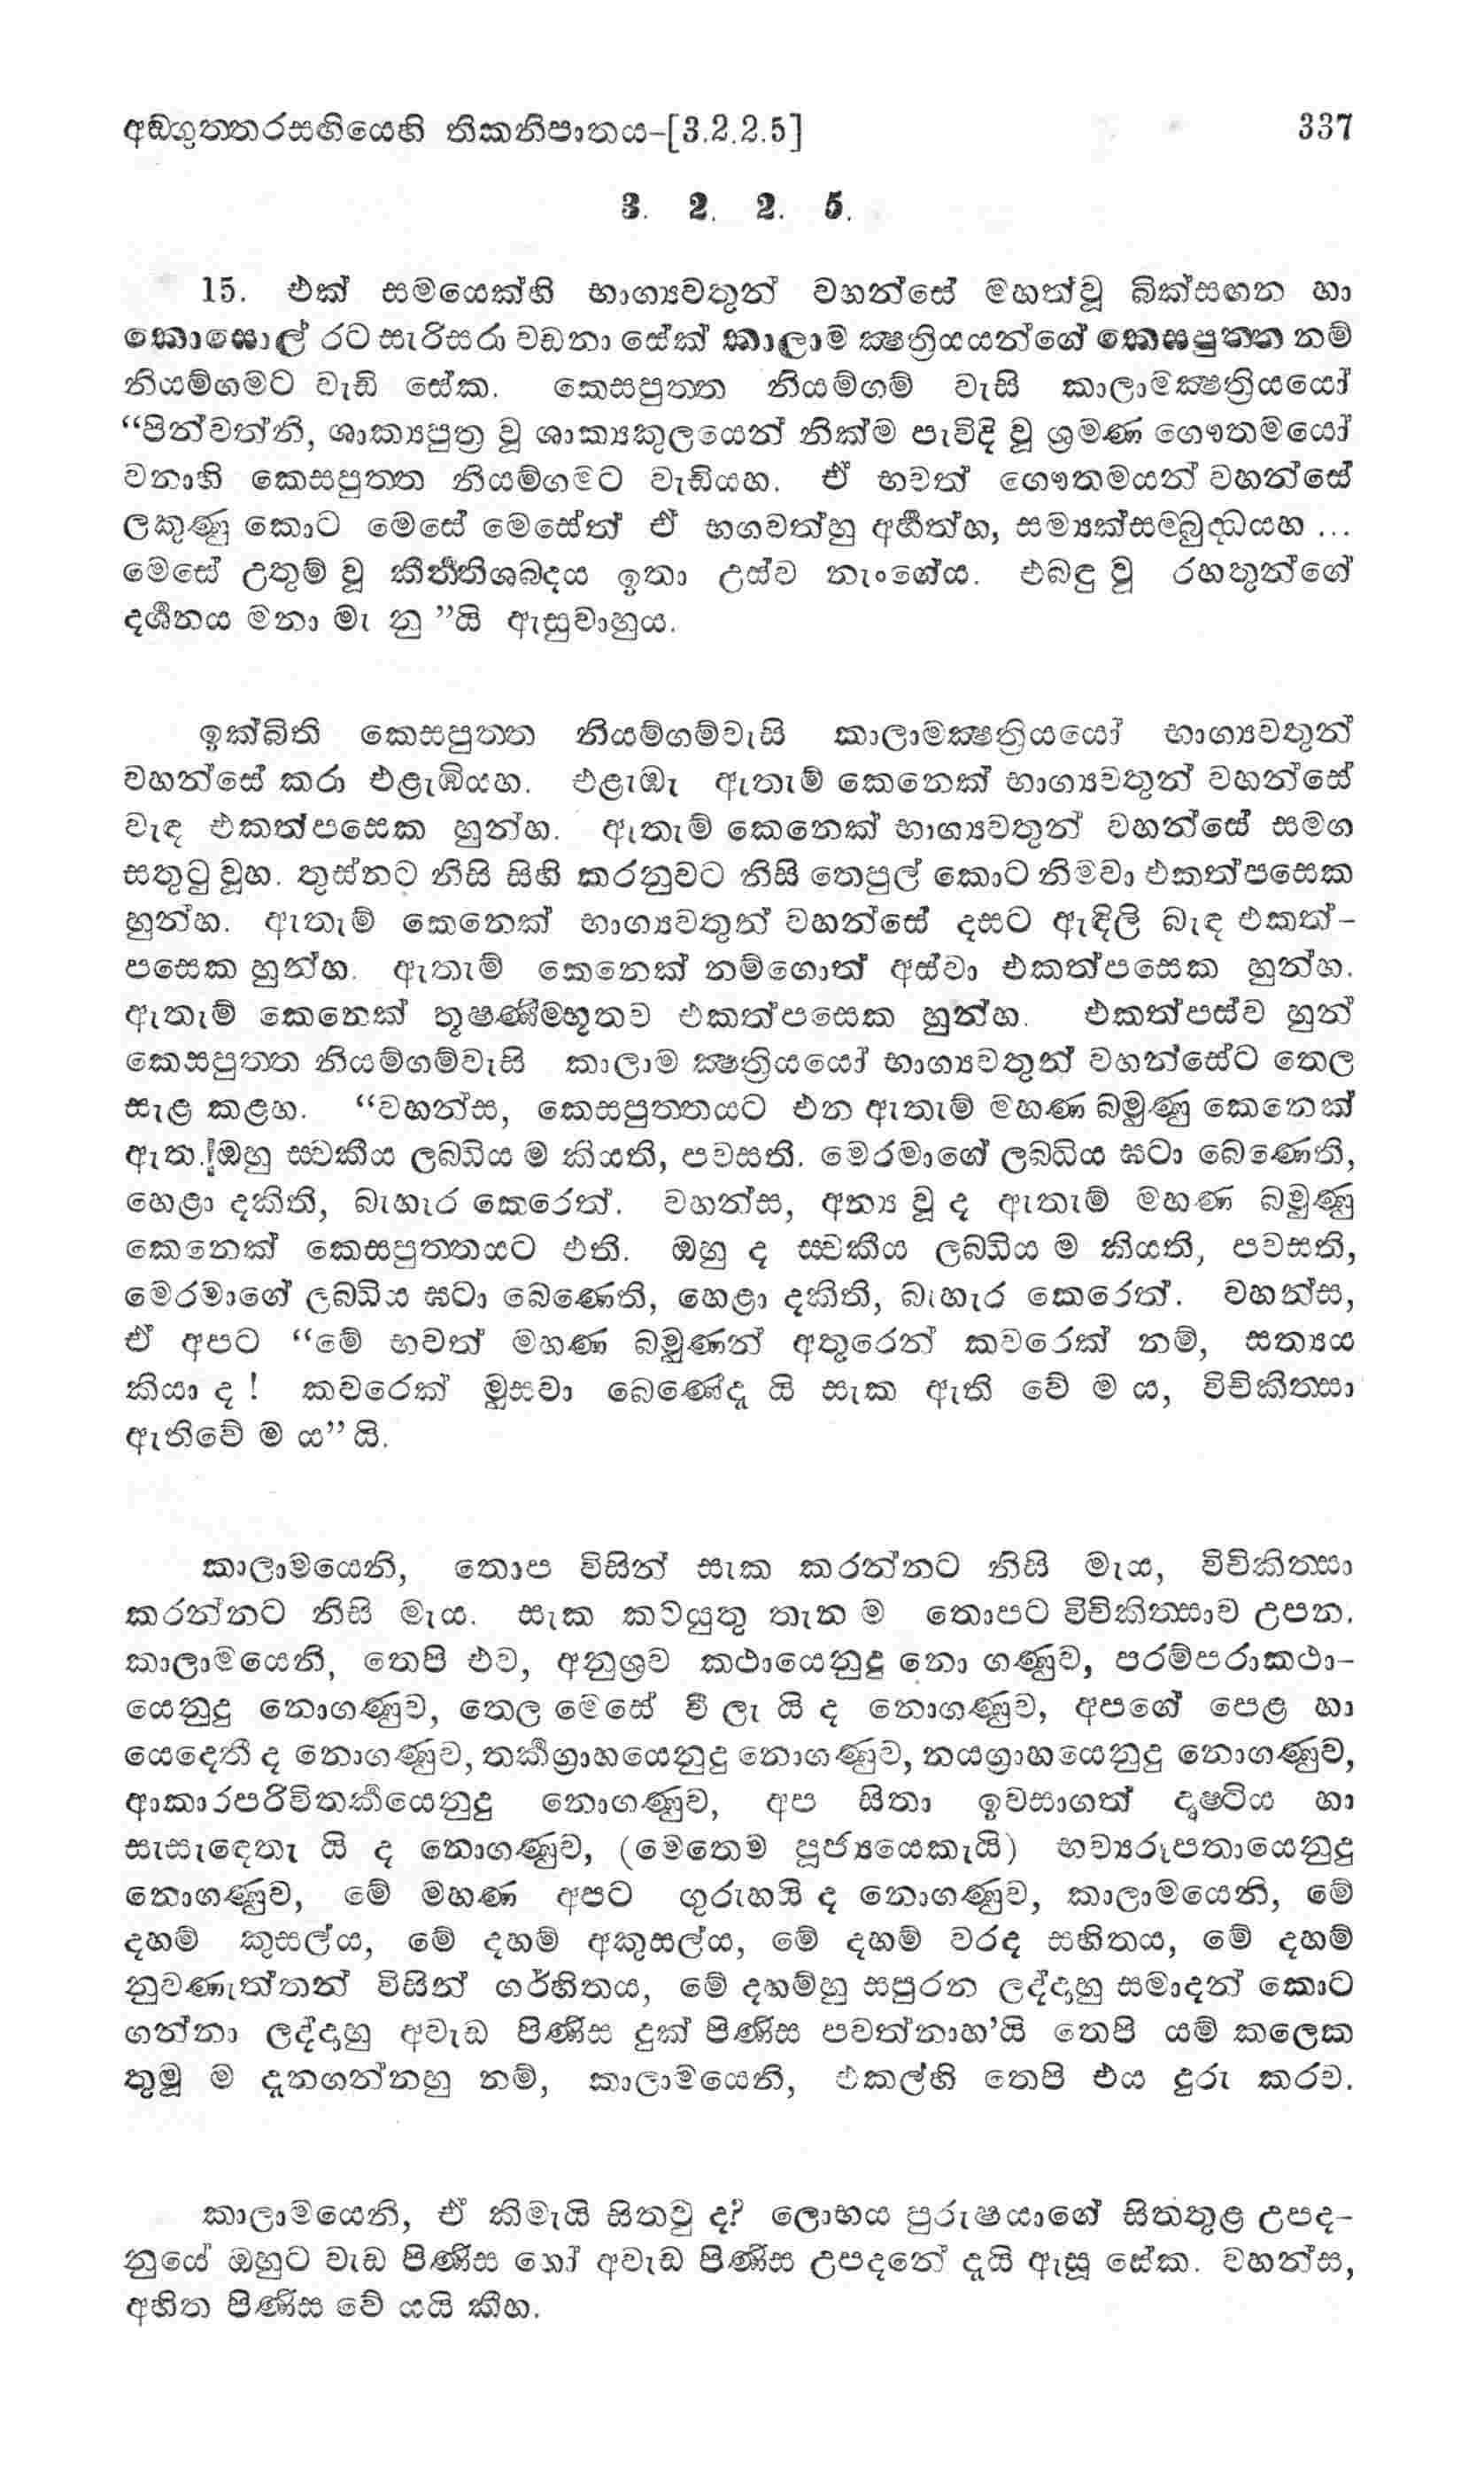 අඞ්ගුත්තරසඟියෙහි තිකනිපාතය–[3.2.2.5] 337
3. 2. 2. 5.
15. එක් සමයෙක්හි භාග්‍යවතුන් වහන්සේ මහත්වූ බික්සඟන හා
කොසොල් රට සැරිසරා වඩනා සේක් කාලාම ක්‍ෂත්‍රියයන්ගේ කෙසපුත්ත නම්
නියම්ගමට වැඩි සේක. කෙසපුත්ත නියම්ගම් වැසි කාලාමක්‍ෂත්‍රියයෝ
“පින්වත්නි, ශාක්‍යපුත්‍ර වූ ශාක්‍යකුලයෙන් නික්ම පැවිදි වූ ශ්‍රමණ ගෞතමයෝ
වනාහි කෙසපුත්ත නියම්ගමට වැඩියහ. ඒ භවත් ගෞතමයන් වහන්සේ
ලකුණු කොට මෙසේ මෙසේත් ඒ භගවත්හු අර්‍හත්හ, සම්‍යක්සම්බුද්ධයහ ...
මෙසේ උතුම් වූ කීර්‍ත්තිශබ්දය ඉතා උස්ව නැංගේය. එබඳු වූ රහතුන්ගේ
දර්‍ශනය මනා මැ නු ”යි ඇසුවාහුය.
ඉක්බිති කෙසපුත්ත නියම්ගම්වැසි කාලාමක්‍ෂත්‍රියයෝ භාග්‍යවතුන්
වහන්සේ කරා එළැඹියහ. එළැඹැ ඇතැම් කෙනෙක් භාග්‍යවතුන් වහන්සේ
වැඳ එකත්පසෙක හුන්හ. ඇතැම් කෙනෙක් භාග්‍යවතුන් වහන්සේ සමග
සතුටු වූහ. තුස්නට නිසි සිහි කරනුවට නිසි තෙපුල් කොට නිමවා එකත්පසෙක
හුන්හ. ඇතැම් කෙනෙක් භාග්‍යවතුන් වහන්සේ දසට ඇඳිලි බැඳ එකත්-
පසෙක හුන්හ. ඇතැම් කෙනෙක් නම්ගොත් අස්වා එකත්පසෙක හුන්හ.
ඇතැම් කෙනෙක් තූෂ්ණීම්භූතව එකත්පසෙක හුන්හ. එකත්පස්ව හුන්
කෙසපුත්ත නියම්ගම්වැසි කාලාම ක්‍ෂත්‍රියයෝ භාග්‍යවතුන් වහන්සේට තෙල
සැළ කළහ. “වහන්ස, කෙසපුත්තයට එන ඇතැම් මහණ බමුණු කෙනෙක්
ඇත. ඔහු ස්වකීය ලබ්ධිය ම කියති, පවසති. මෙරමාගේ ලබ්ධිය ඝටා බෙණෙති,
හෙළා දකිති, බැහැර කෙරෙත්. වහන්ස, අන්‍ය වූ ද ඇතැම් මහණ බමුණු
කෙනෙක් කෙසපුත්තයට එති. ඔහු ද ස්වකීය ලබ්ධිය ම කියති, පවසති,
මෙරමාගේ ලබ්ධිය ඝටා බෙණෙති, හෙළා දකිති, බැහැර කෙරෙත්. වහන්ස,
ඒ අපට “මේ භවත් මහණ බමුණන් අතුරෙන් කවරෙක් නම්, සත්‍යය
කියා ද ! කවරෙක් මුසවා බෙණේදැ යි සැක ඇති වේ ම ය, විචිකිත්සා
ඇතිවේ ම ය” යි.
කාලාමයෙනි, තොප විසින් සැක කරන්නට නිසි මැය, විචිකිත්සා
කරන්නට නිසි මැය. සැක කටයුතු තැන ම තොපට විචිකිත්සාව උපන.
කාලාමයෙනි, තෙපි එව, අනුශ්‍රව කථායෙනුදු නො ගණුව, පරම්පරාකථා-
යෙනුදු නොගණුව, තෙල මෙසේ වී ලැ යි ද නොගණුව, අපගේ පෙළ හා
යෙදෙතී ද නොගණුව, තර්‍කග්‍රාහයෙනුදු නොගණුව, නයග්‍රාහයෙනුදු නොගණුව,
ආකාරපරිවිතර්‍කයෙනුදු නොගණුව, අප සිතා ඉවසාගත් දෘෂ්ටිය හා
සැසැඳෙතැ යි ද නොගණුව, (මෙතෙම පූජ්‍යයෙකැයි) භව්‍යරූපතායෙනුදු
නොගණුව, මේ මහණ අපට ගුරුහයි ද නොගණුව, කාලාමයෙනි, මේ
දහම් කුසල්ය, මේ දහම් අකුසල්ය, මේ දහම් වරද සහිතය, මේ දහම්
නුවණැත්තන් විසින් ගර්හිතය, මේ දහම්හු සපුරන ලද්දාහු සමාදන් කොට
ගන්නා ලද්දාහු අවැඩ පිණිස දුක් පිණිස පවත්නාහ’යි තෙපි යම් කලෙක
තුමූ ම දැනගන්නහු නම්, කාලාමයෙනි, එකල්හි තෙපි එය දුරු කරව.
කාලාමයෙනි, ඒ කිමැයි සිතවු ද? ලොභය පුරුෂයාගේ සිත්තුළ උපද-
නුයේ ඔහුට වැඩ පිණිස හෝ අවැඩ පිණිස උපදනේ දැයි ඇසූ සේක. වහන්ස,
අහිත පිණිස වේ යයි කීහ.